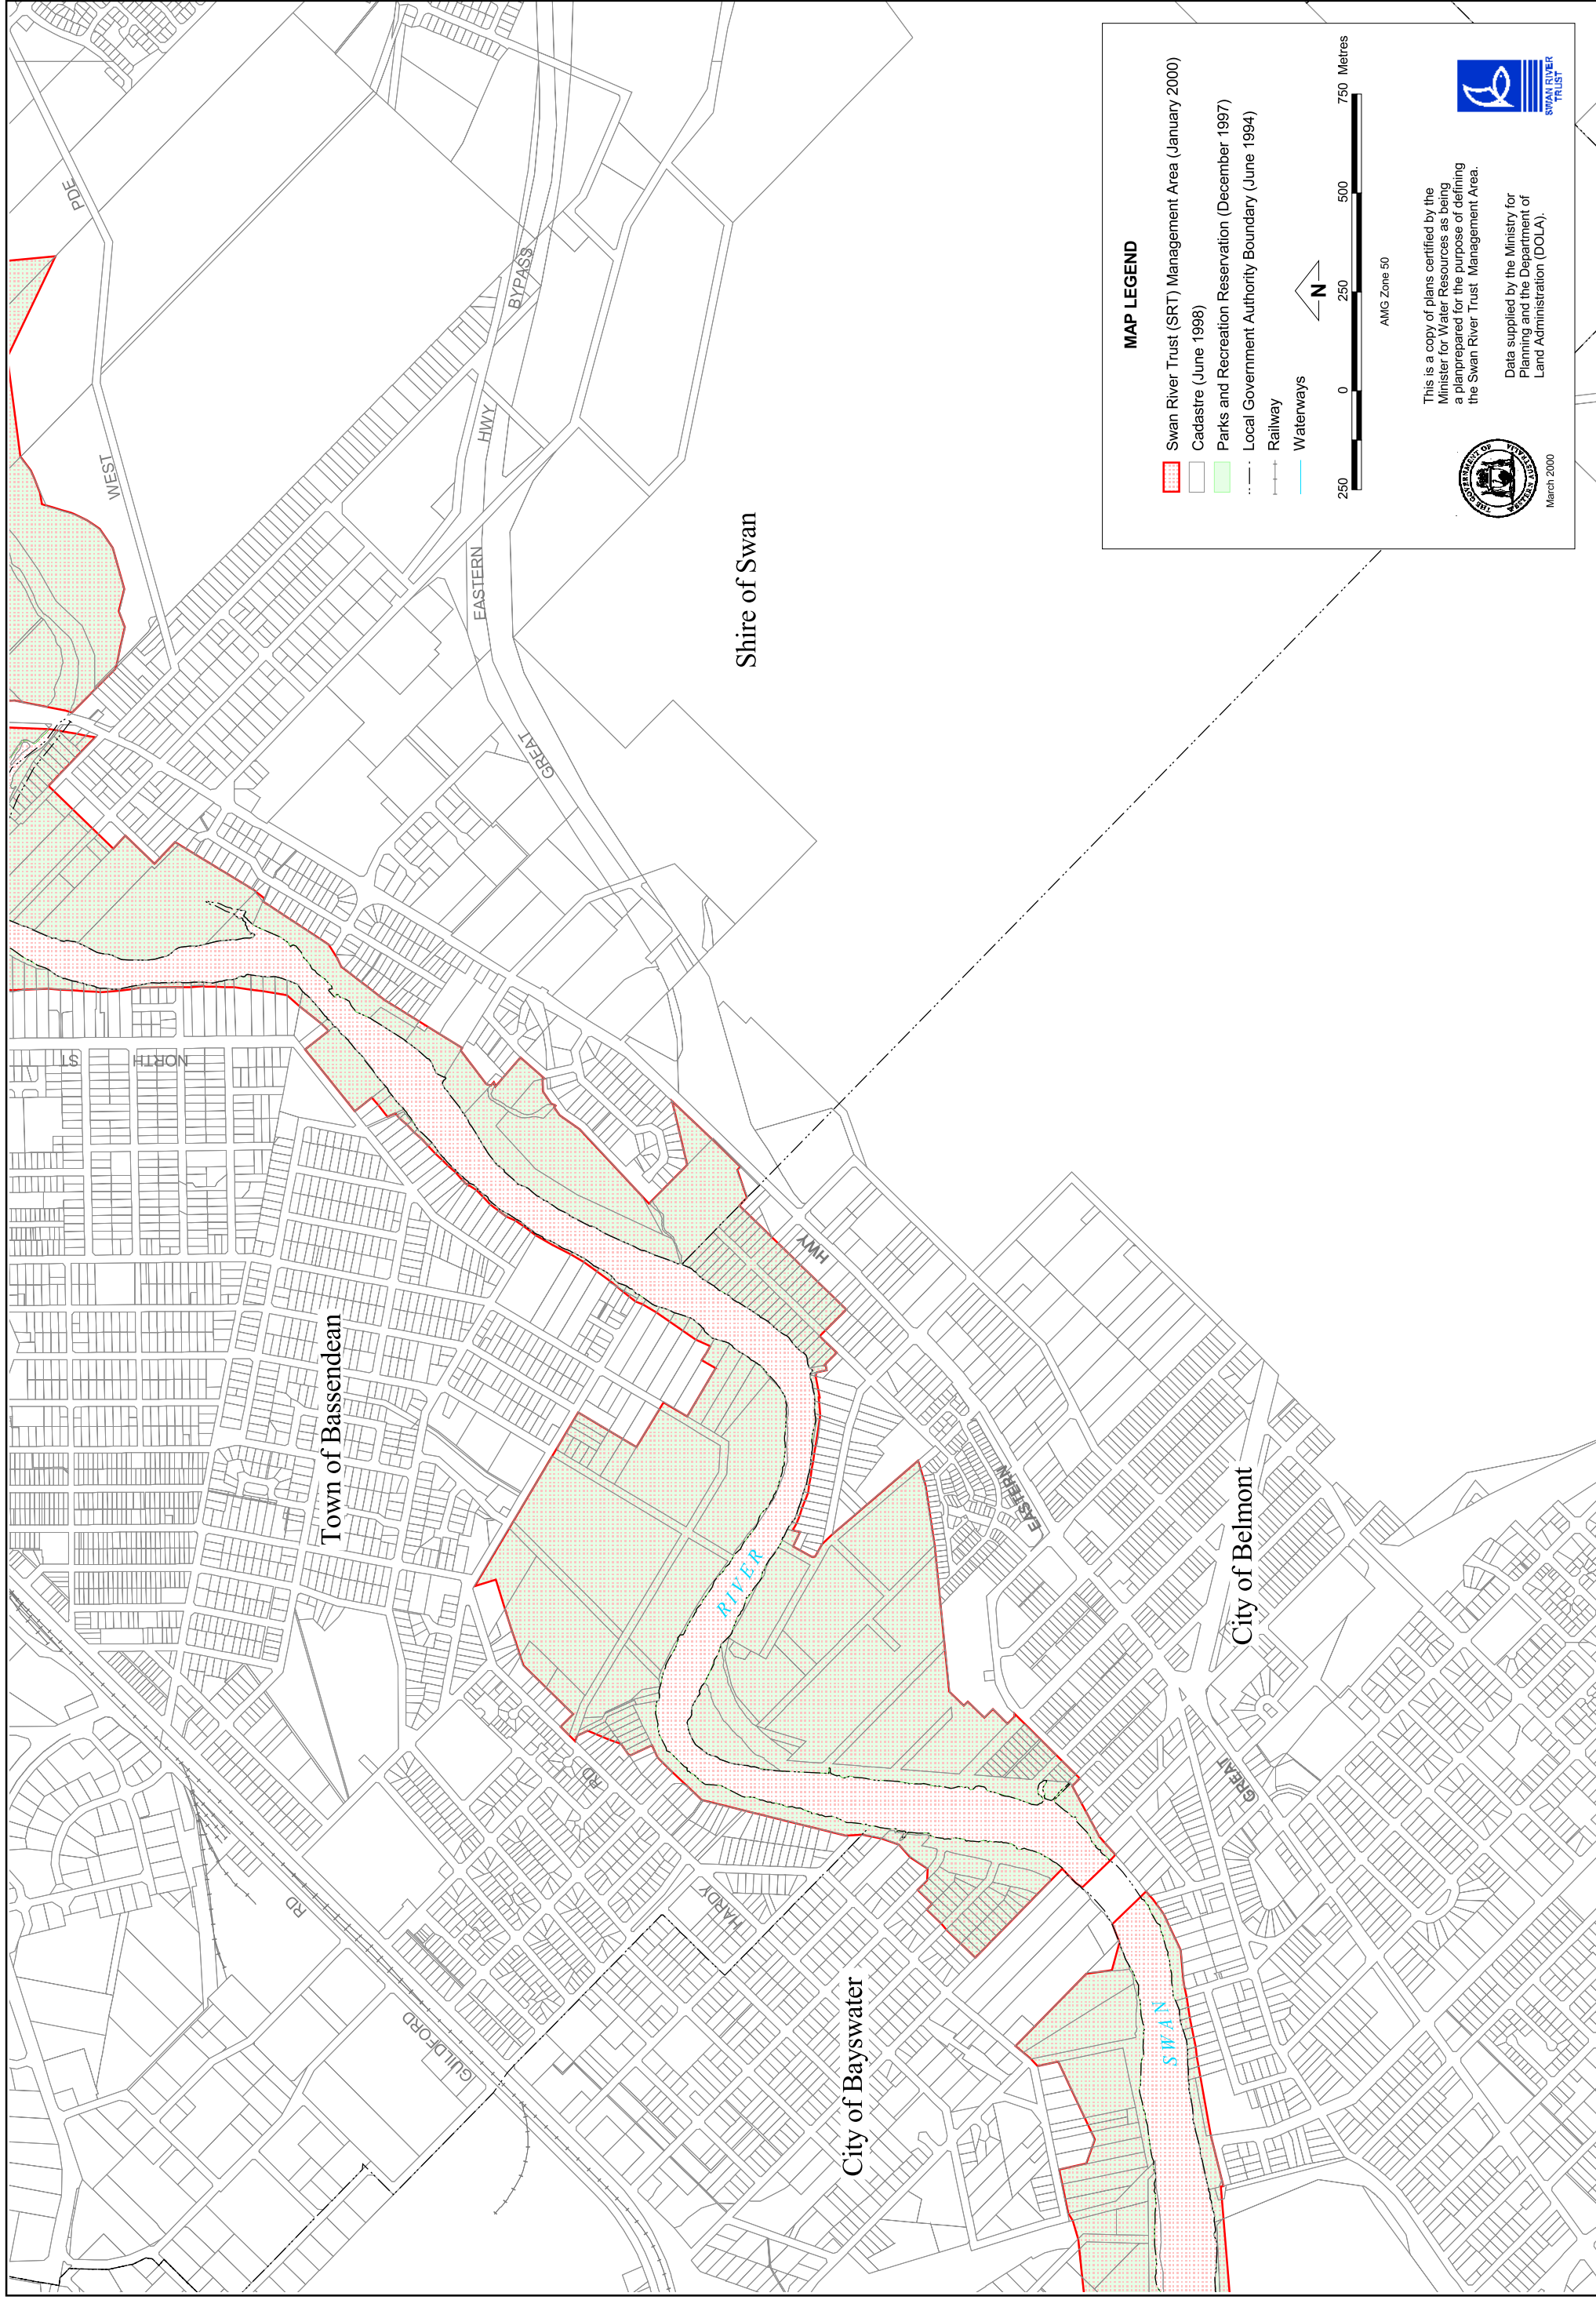 PDE
WEST
BYPASS
HWY
EASTERN
GREAT
Shire of Swan
NORTH ST
Town of Bassendean
HWY
RIVER
EASTERN
City of Belmont
GREAT
RD
HARDY
RD
GUILDFORD
City of Bayswater
SWAN
MAP LEGEND
Swan River Trust (SRT) Management Area (January 2000)
Cadastre (June 1998)
Parks and Recreation Reservation (December 1997)
Local Government Authority Boundary (June 1994)
Railway
Waterways
N
250 0 250 500 750 Metres
AMG Zone 50
This is a copy of plans certified by the
Minister for Water Resources as being
a planprepared for the purpose of defining
the Swan River Trust Management Area.
Data supplied by the Ministry for
Planning and the Department of
Land Administration (DOLA).
THE GOVERNMENT OF
WESTERN AUSTRALIA
March 2000
SWAN RIVER
TRUST